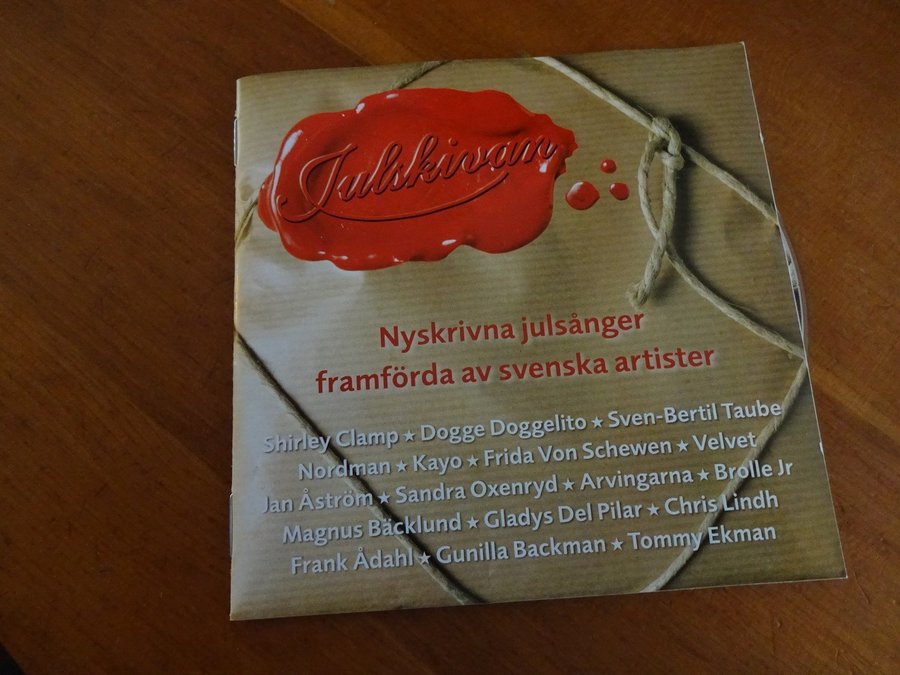 Julskivan
Nyskrivna julsånger
framförda av svenska artister
Shirley Clamp ★ Dogge Doggelito ★ Sven-Bertil Taube
Nordman ★ Kayo ★ Frida Von Schewen ★ Velvet
Jan Åström ★ Sandra Oxenryd ★ Arvingarna ★ Brolle Jr
Magnus Bäcklund ★ Gladys Del Pilar ★ Chris Lindh
Frank Ådahl ★ Gunilla Backman ★ Tommy Ekman